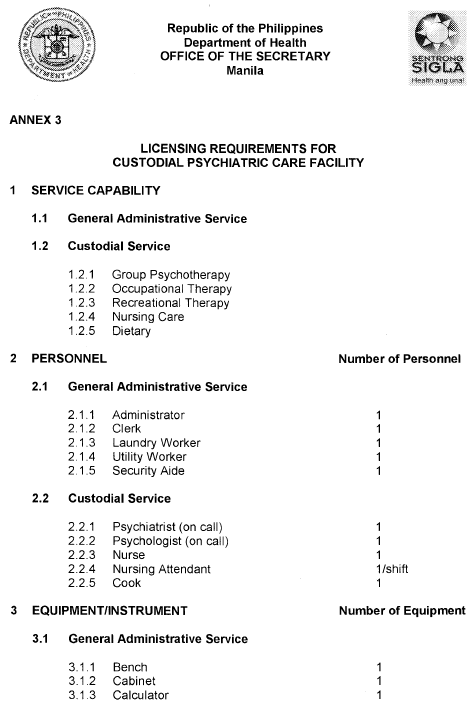 REPUBLIC OF THE PHILIPPINES
DEPARTMENT OF HEALTH
Republic of the Philippines
Department of Health
OFFICE OF THE SECRETARY
Manila
SENTRONG
SIGLA
Health ang una!
ANNEX 3
LICENSING REQUIREMENTS FOR
CUSTODIAL PSYCHIATRIC CARE FACILITY
1 SERVICE CAPABILITY
1.1 General Administrative Service
1.2 Custodial Service
1.2.1 Group Psychotherapy
1.2.2 Occupational Therapy
1.2.3 Recreational Therapy
1.2.4 Nursing Care
1.2.5 Dietary
2 PERSONNEL Number of Personnel
2.1 General Administrative Service
2.1.1 Administrator 1
2.1.2 Clerk 1
2.1.3 Laundry Worker 1
2.1.4 Utility Worker 1
2.1.5 Security Aide 1
2.2 Custodial Service
2.2.1 Psychiatrist (on call) 1
2.2.2 Psychologist (on call) 1
2.2.3 Nurse 1
2.2.4 Nursing Attendant 1/shift
2.2.5 Cook 1
3 EQUIPMENT/INSTRUMENT Number of Equipment
3.1 General Administrative Service
3.1.1 Bench 1
3.1.2 Cabinet 1
3.1.3 Calculator 1